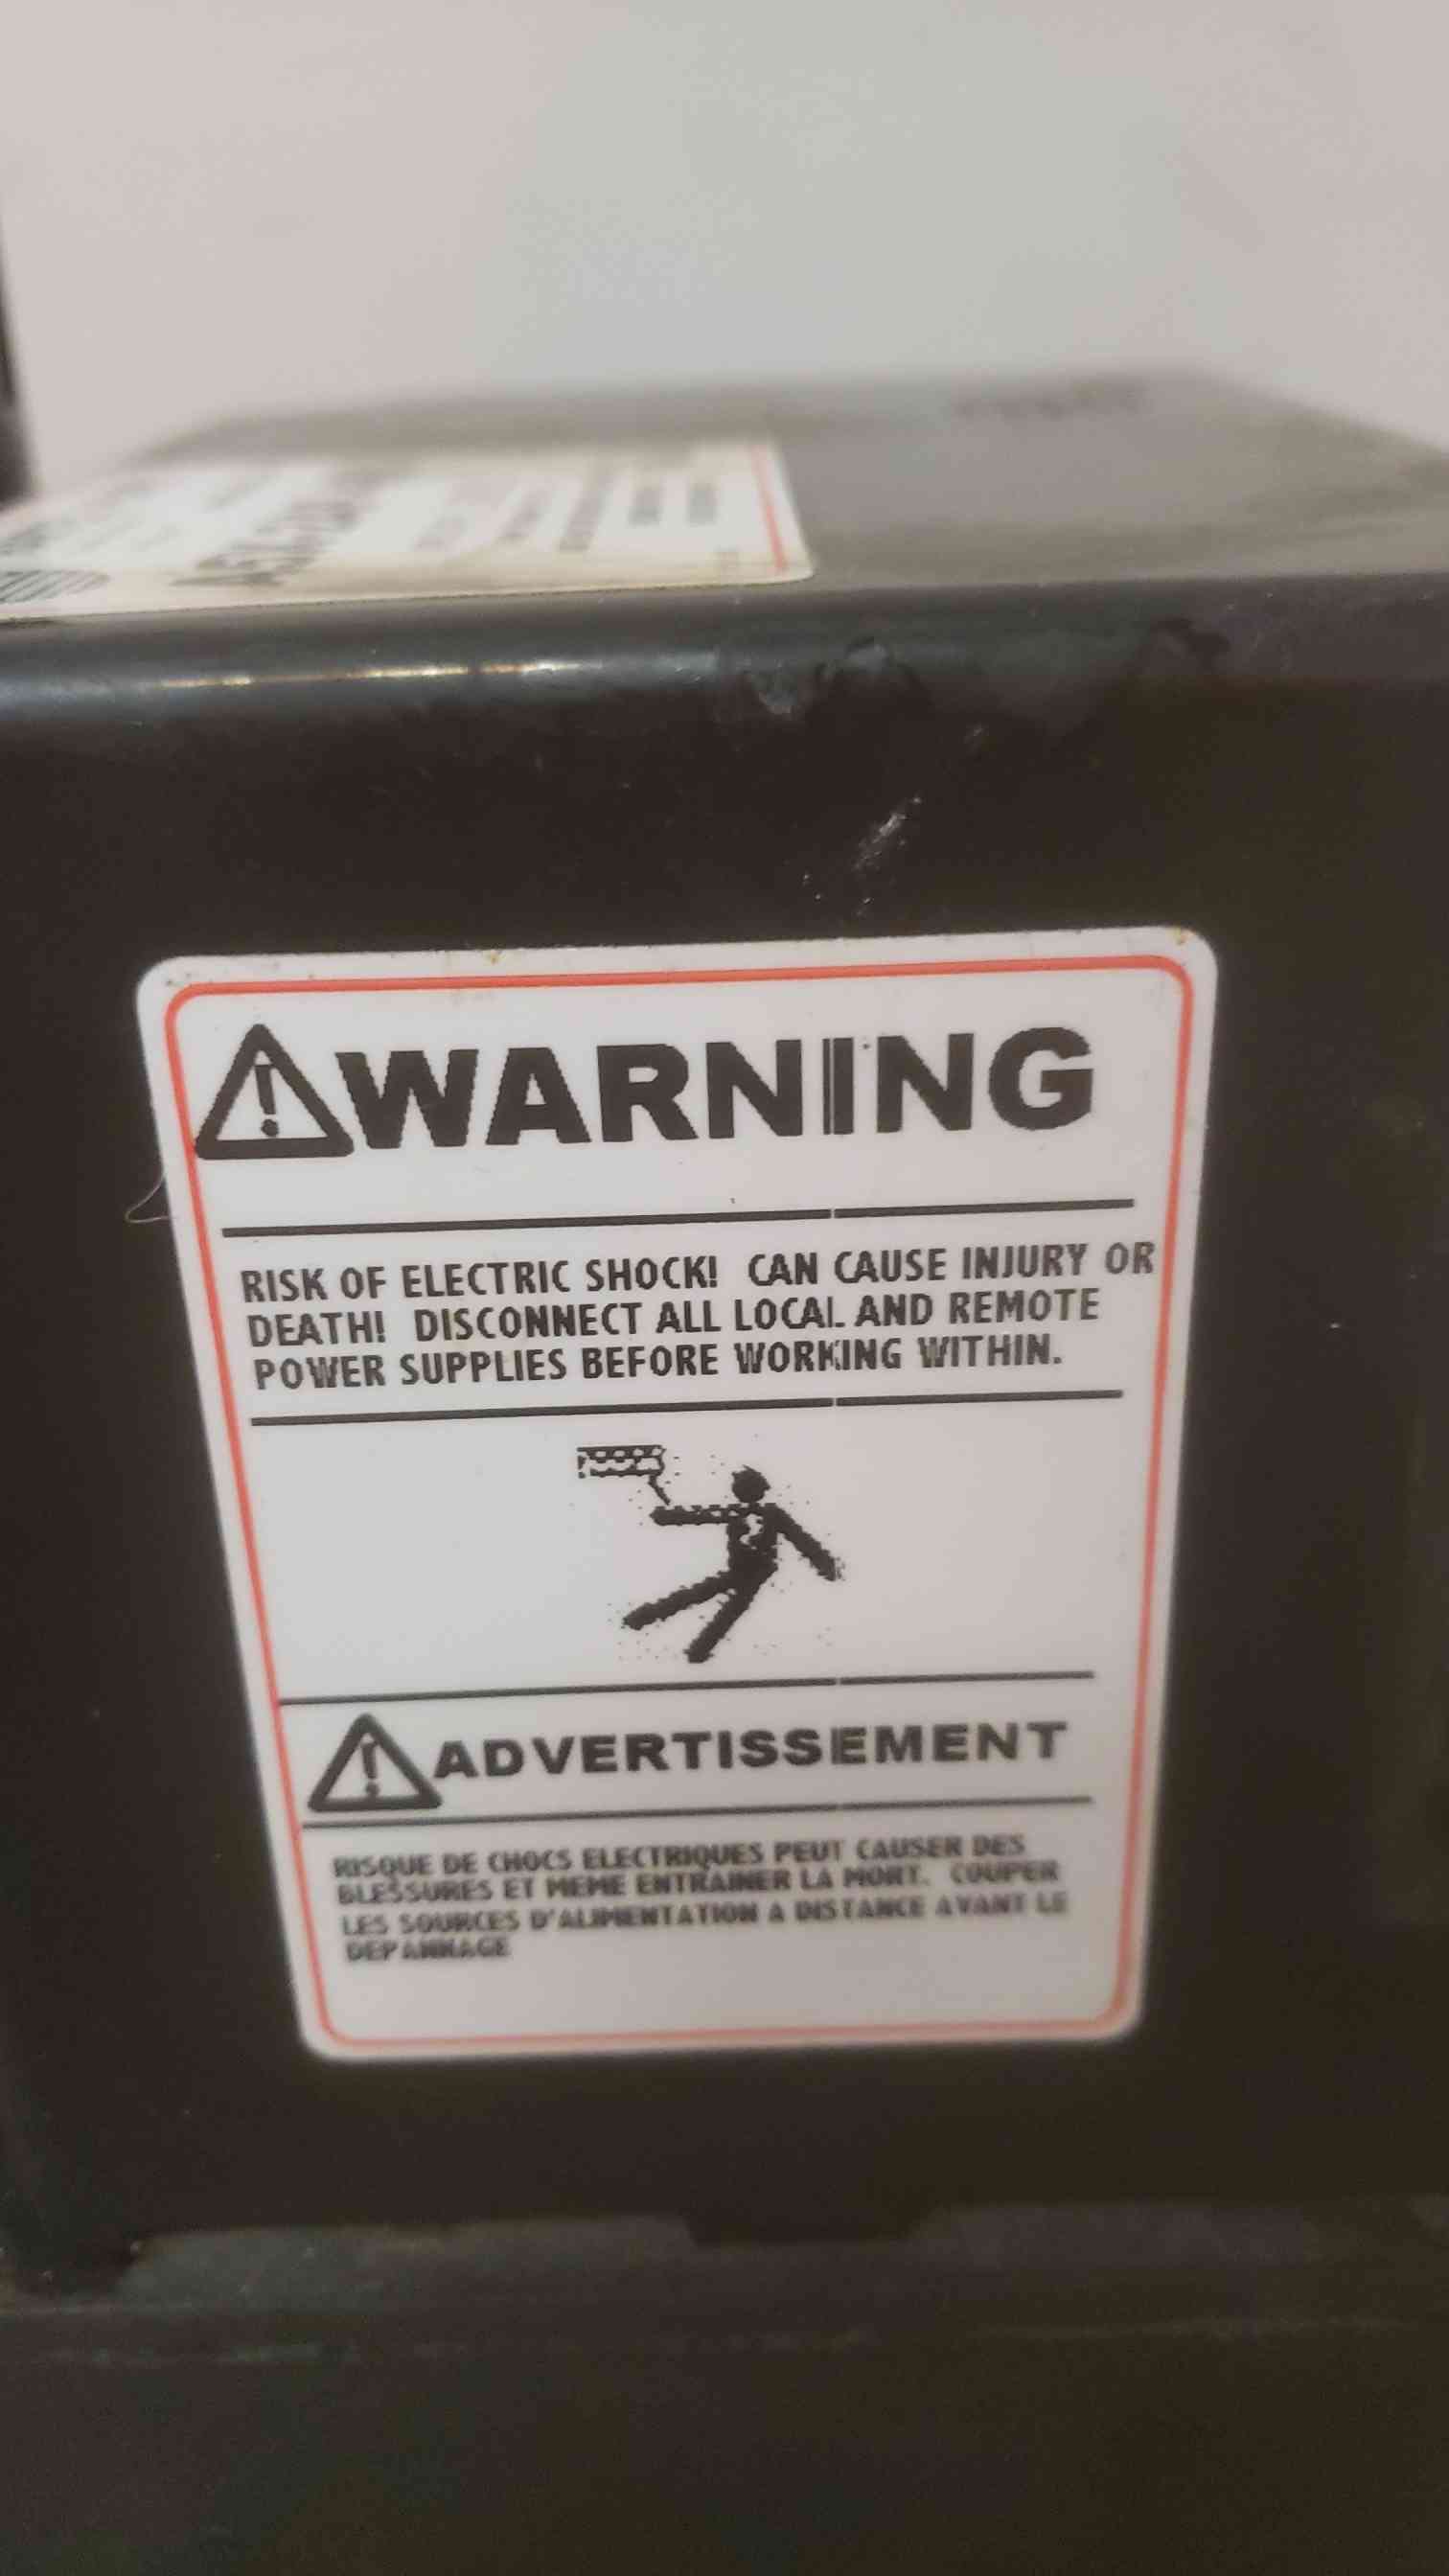 WARNING
RISK OF ELECTRIC SHOCK! CAN CAUSE INJURY OR
DEATH! DISCONNECT ALL LOCAL AND REMOTE
POWER SUPPLIES BEFORE WORKING WITHIN.
ADVERTISSEMENT
RISQUE DE CHOCS ELECTRIQUES PEUT CAUSER DES
BLESSURES ET MEME ENTRAINER LA MORT. COUPER
LES SOURCES D'ALIMENTATION A DISTANCE AVANT LE
DEPANNAGE